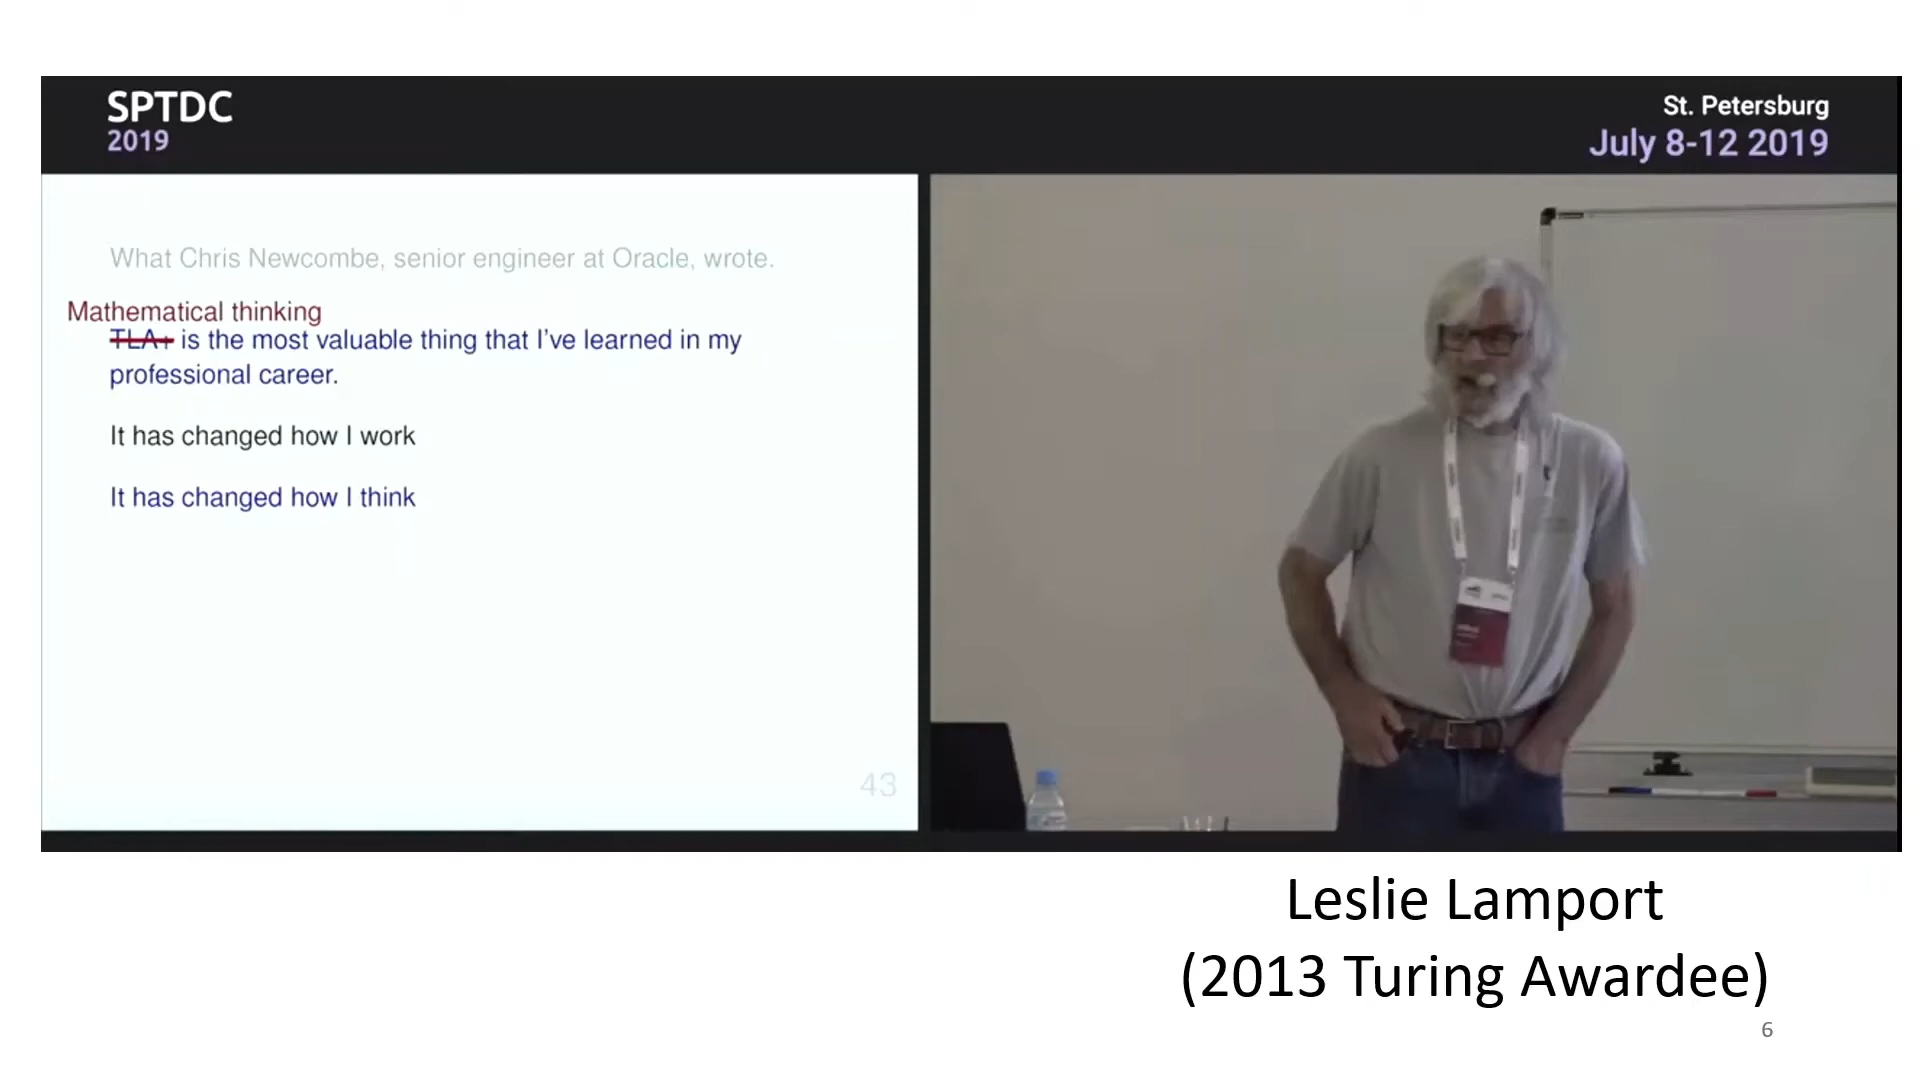 SPTDC
2019
St. Petersburg
July 8-12 2019
What Chris Newcombe, senior engineer at Oracle, wrote.
Mathematical thinking
TLA+ is the most valuable thing that I've learned in my
professional career.
It has changed how I work
It has changed how I think
43
Leslie Lamport
(2013 Turing Awardee)
6